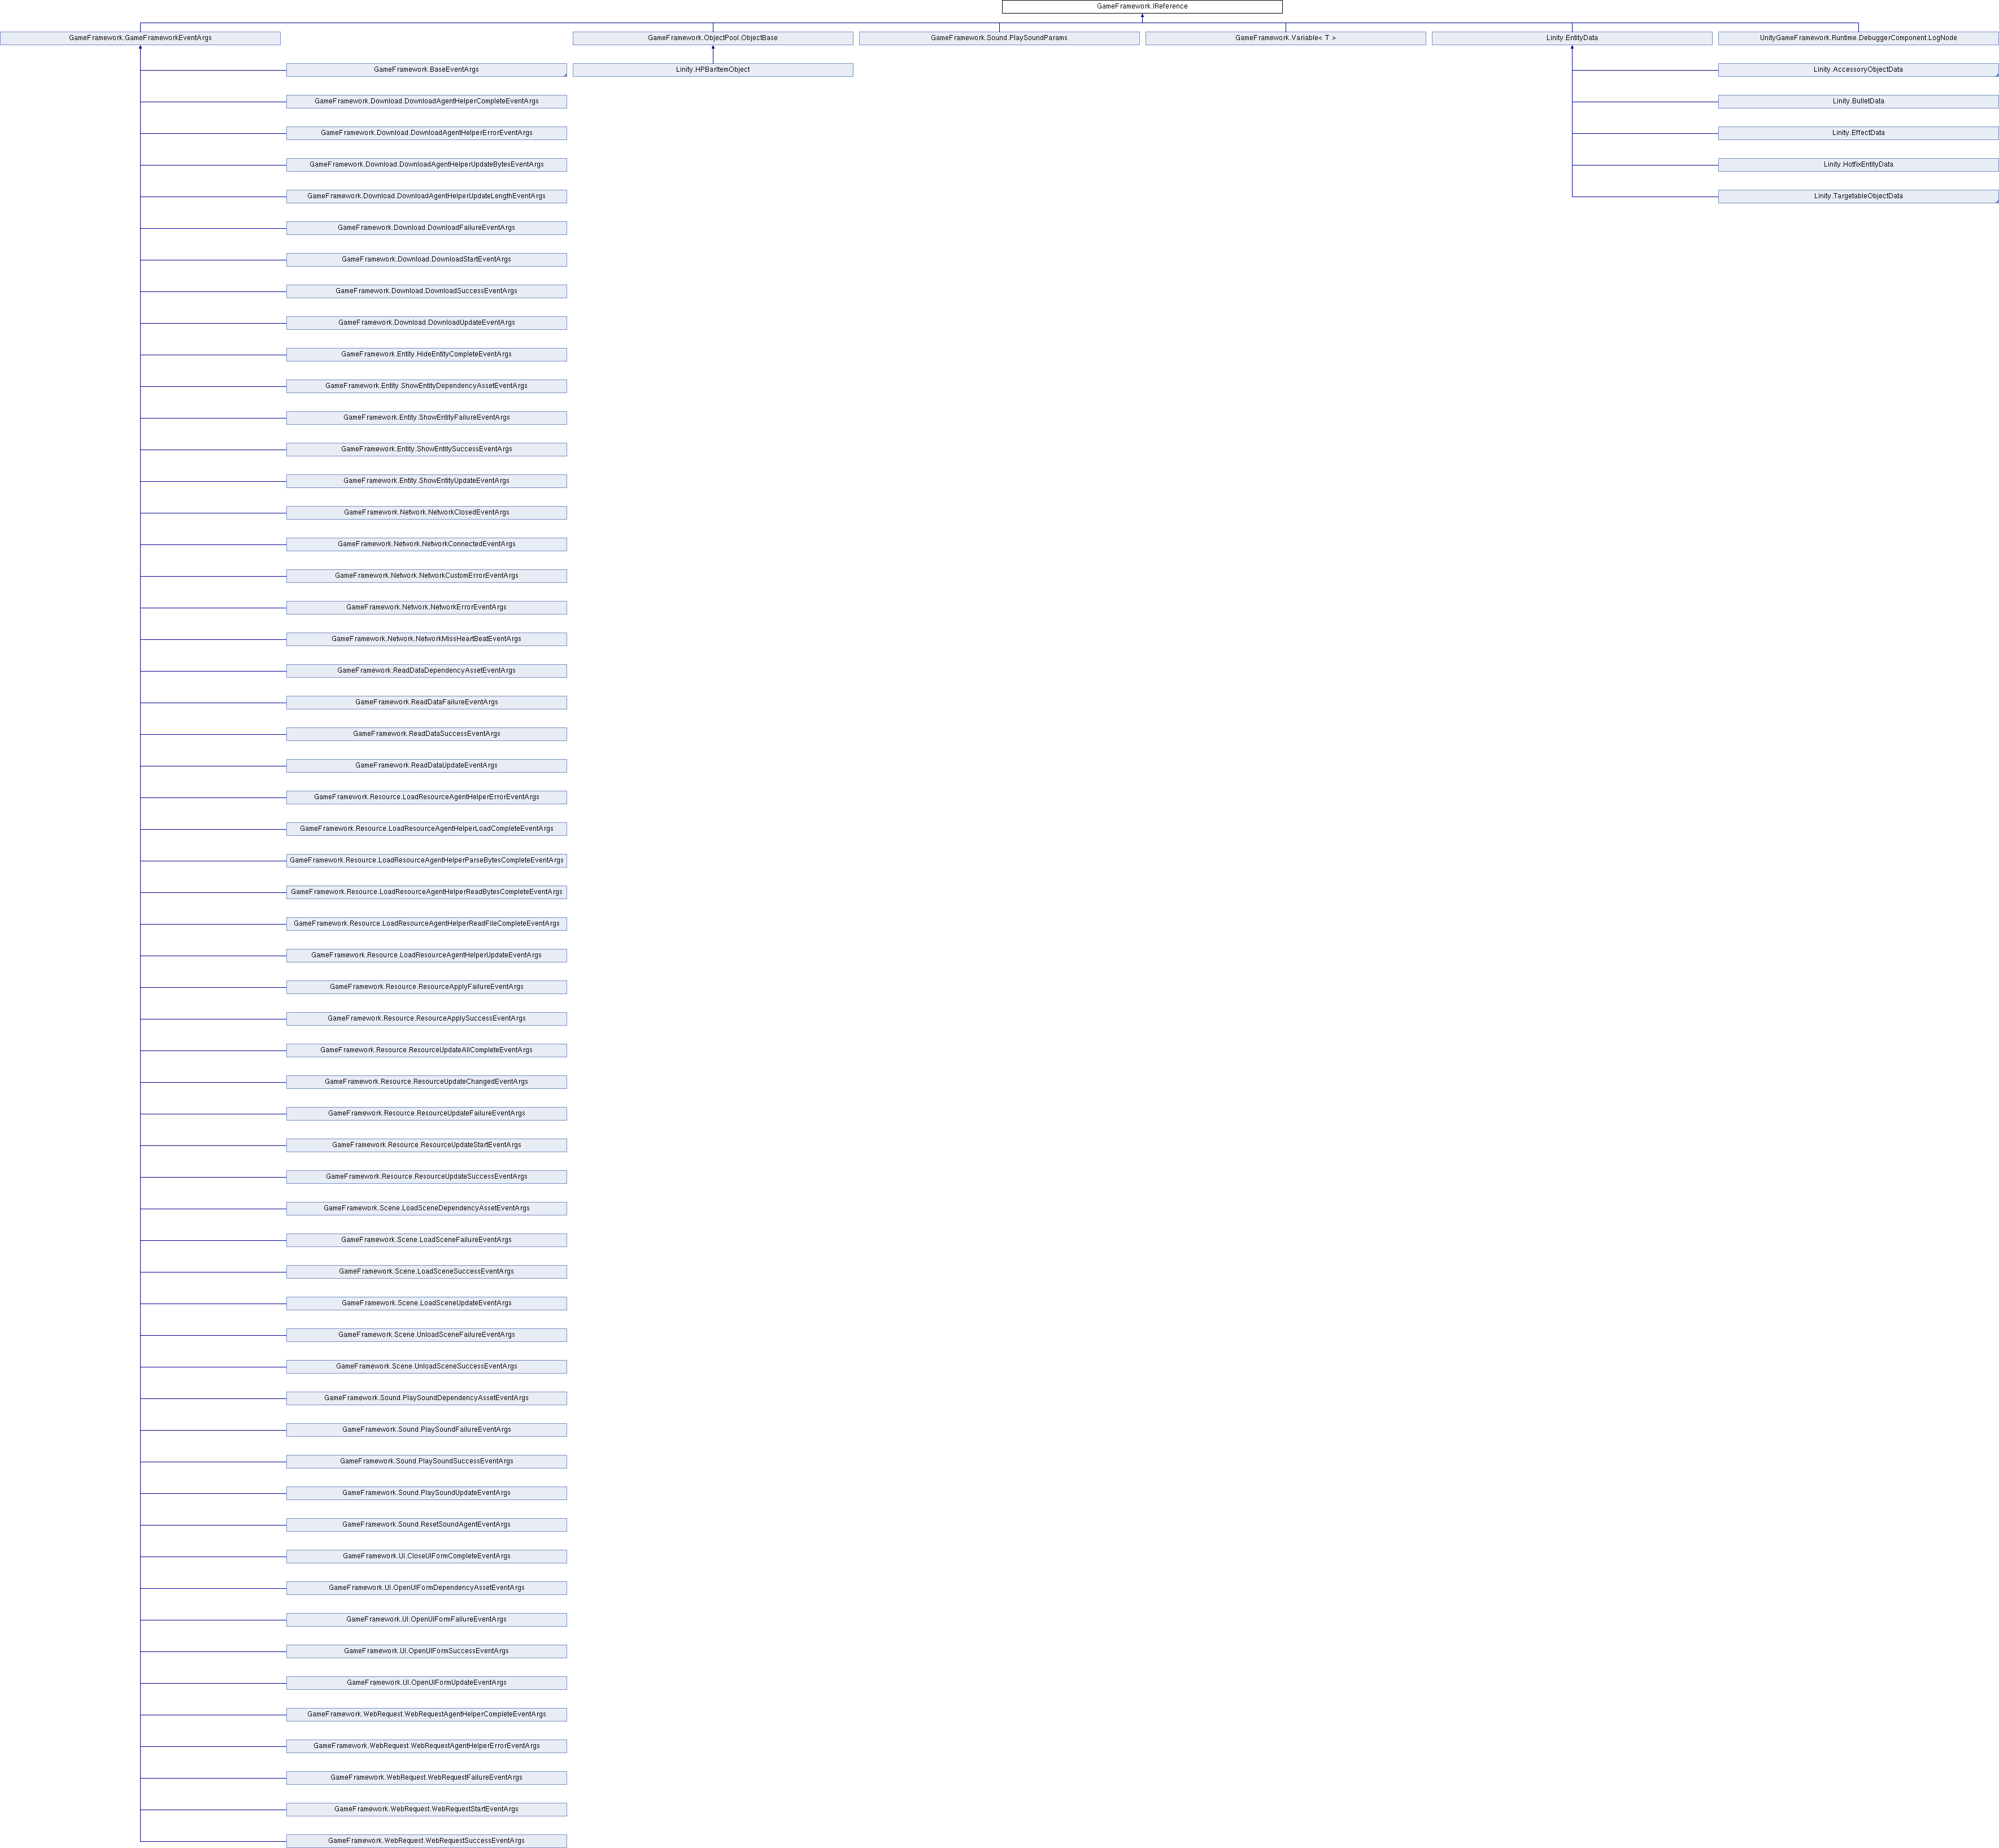 GameFramework.IReference
GameFramework.GameFrameworkEventArgs
GameFramework.ObjectPool.ObjectBase
GameFramework.Sound.PlaySoundParams
GameFramework.Variable< T >
Linity.EntityData
UnityGameFramework.Runtime.DebuggerComponent.LogNode
GameFramework.BaseEventArgs
Linity.HPBarItemObject
Linity.AccessoryObjectData
GameFramework.Download.DownloadAgentHelperCompleteEventArgs
Linity.BulletData
GameFramework.Download.DownloadAgentHelperErrorEventArgs
Linity.EffectData
GameFramework.Download.DownloadAgentHelperUpdateBytesEventArgs
Linity.HotfixEntityData
GameFramework.Download.DownloadAgentHelperUpdateLengthEventArgs
Linity.TargetableObjectData
GameFramework.Download.DownloadFailureEventArgs
GameFramework.Download.DownloadStartEventArgs
GameFramework.Download.DownloadSuccessEventArgs
GameFramework.Download.DownloadUpdateEventArgs
GameFramework.Entity.HideEntityCompleteEventArgs
GameFramework.Entity.ShowEntityDependencyAssetEventArgs
GameFramework.Entity.ShowEntityFailureEventArgs
GameFramework.Entity.ShowEntitySuccessEventArgs
GameFramework.Entity.ShowEntityUpdateEventArgs
GameFramework.Network.NetworkClosedEventArgs
GameFramework.Network.NetworkConnectedEventArgs
GameFramework.Network.NetworkCustomErrorEventArgs
GameFramework.Network.NetworkErrorEventArgs
GameFramework.Network.NetworkMissHeartBeatEventArgs
GameFramework.ReadDataDependencyAssetEventArgs
GameFramework.ReadDataFailureEventArgs
GameFramework.ReadDataSuccessEventArgs
GameFramework.ReadDataUpdateEventArgs
GameFramework.Resource.LoadResourceAgentHelperErrorEventArgs
GameFramework.Resource.LoadResourceAgentHelperLoadCompleteEventArgs
GameFramework.Resource.LoadResourceAgentHelperParseBytesCompleteEventArgs
GameFramework.Resource.LoadResourceAgentHelperReadBytesCompleteEventArgs
GameFramework.Resource.LoadResourceAgentHelperReadFileCompleteEventArgs
GameFramework.Resource.LoadResourceAgentHelperUpdateEventArgs
GameFramework.Resource.ResourceApplyFailureEventArgs
GameFramework.Resource.ResourceApplySuccessEventArgs
GameFramework.Resource.ResourceUpdateAllCompleteEventArgs
GameFramework.Resource.ResourceUpdateChangedEventArgs
GameFramework.Resource.ResourceUpdateFailureEventArgs
GameFramework.Resource.ResourceUpdateStartEventArgs
GameFramework.Resource.ResourceUpdateSuccessEventArgs
GameFramework.Scene.LoadSceneDependencyAssetEventArgs
GameFramework.Scene.LoadSceneFailureEventArgs
GameFramework.Scene.LoadSceneSuccessEventArgs
GameFramework.Scene.LoadSceneUpdateEventArgs
GameFramework.Scene.UnloadSceneFailureEventArgs
GameFramework.Scene.UnloadSceneSuccessEventArgs
GameFramework.Sound.PlaySoundDependencyAssetEventArgs
GameFramework.Sound.PlaySoundFailureEventArgs
GameFramework.Sound.PlaySoundSuccessEventArgs
GameFramework.Sound.PlaySoundUpdateEventArgs
GameFramework.Sound.ResetSoundAgentEventArgs
GameFramework.UI.CloseUIFormCompleteEventArgs
GameFramework.UI.OpenUIFormDependencyAssetEventArgs
GameFramework.UI.OpenUIFormFailureEventArgs
GameFramework.UI.OpenUIFormSuccessEventArgs
GameFramework.UI.OpenUIFormUpdateEventArgs
GameFramework.WebRequest.WebRequestAgentHelperCompleteEventArgs
GameFramework.WebRequest.WebRequestAgentHelperErrorEventArgs
GameFramework.WebRequest.WebRequestFailureEventArgs
GameFramework.WebRequest.WebRequestStartEventArgs
GameFramework.WebRequest.WebRequestSuccessEventArgs